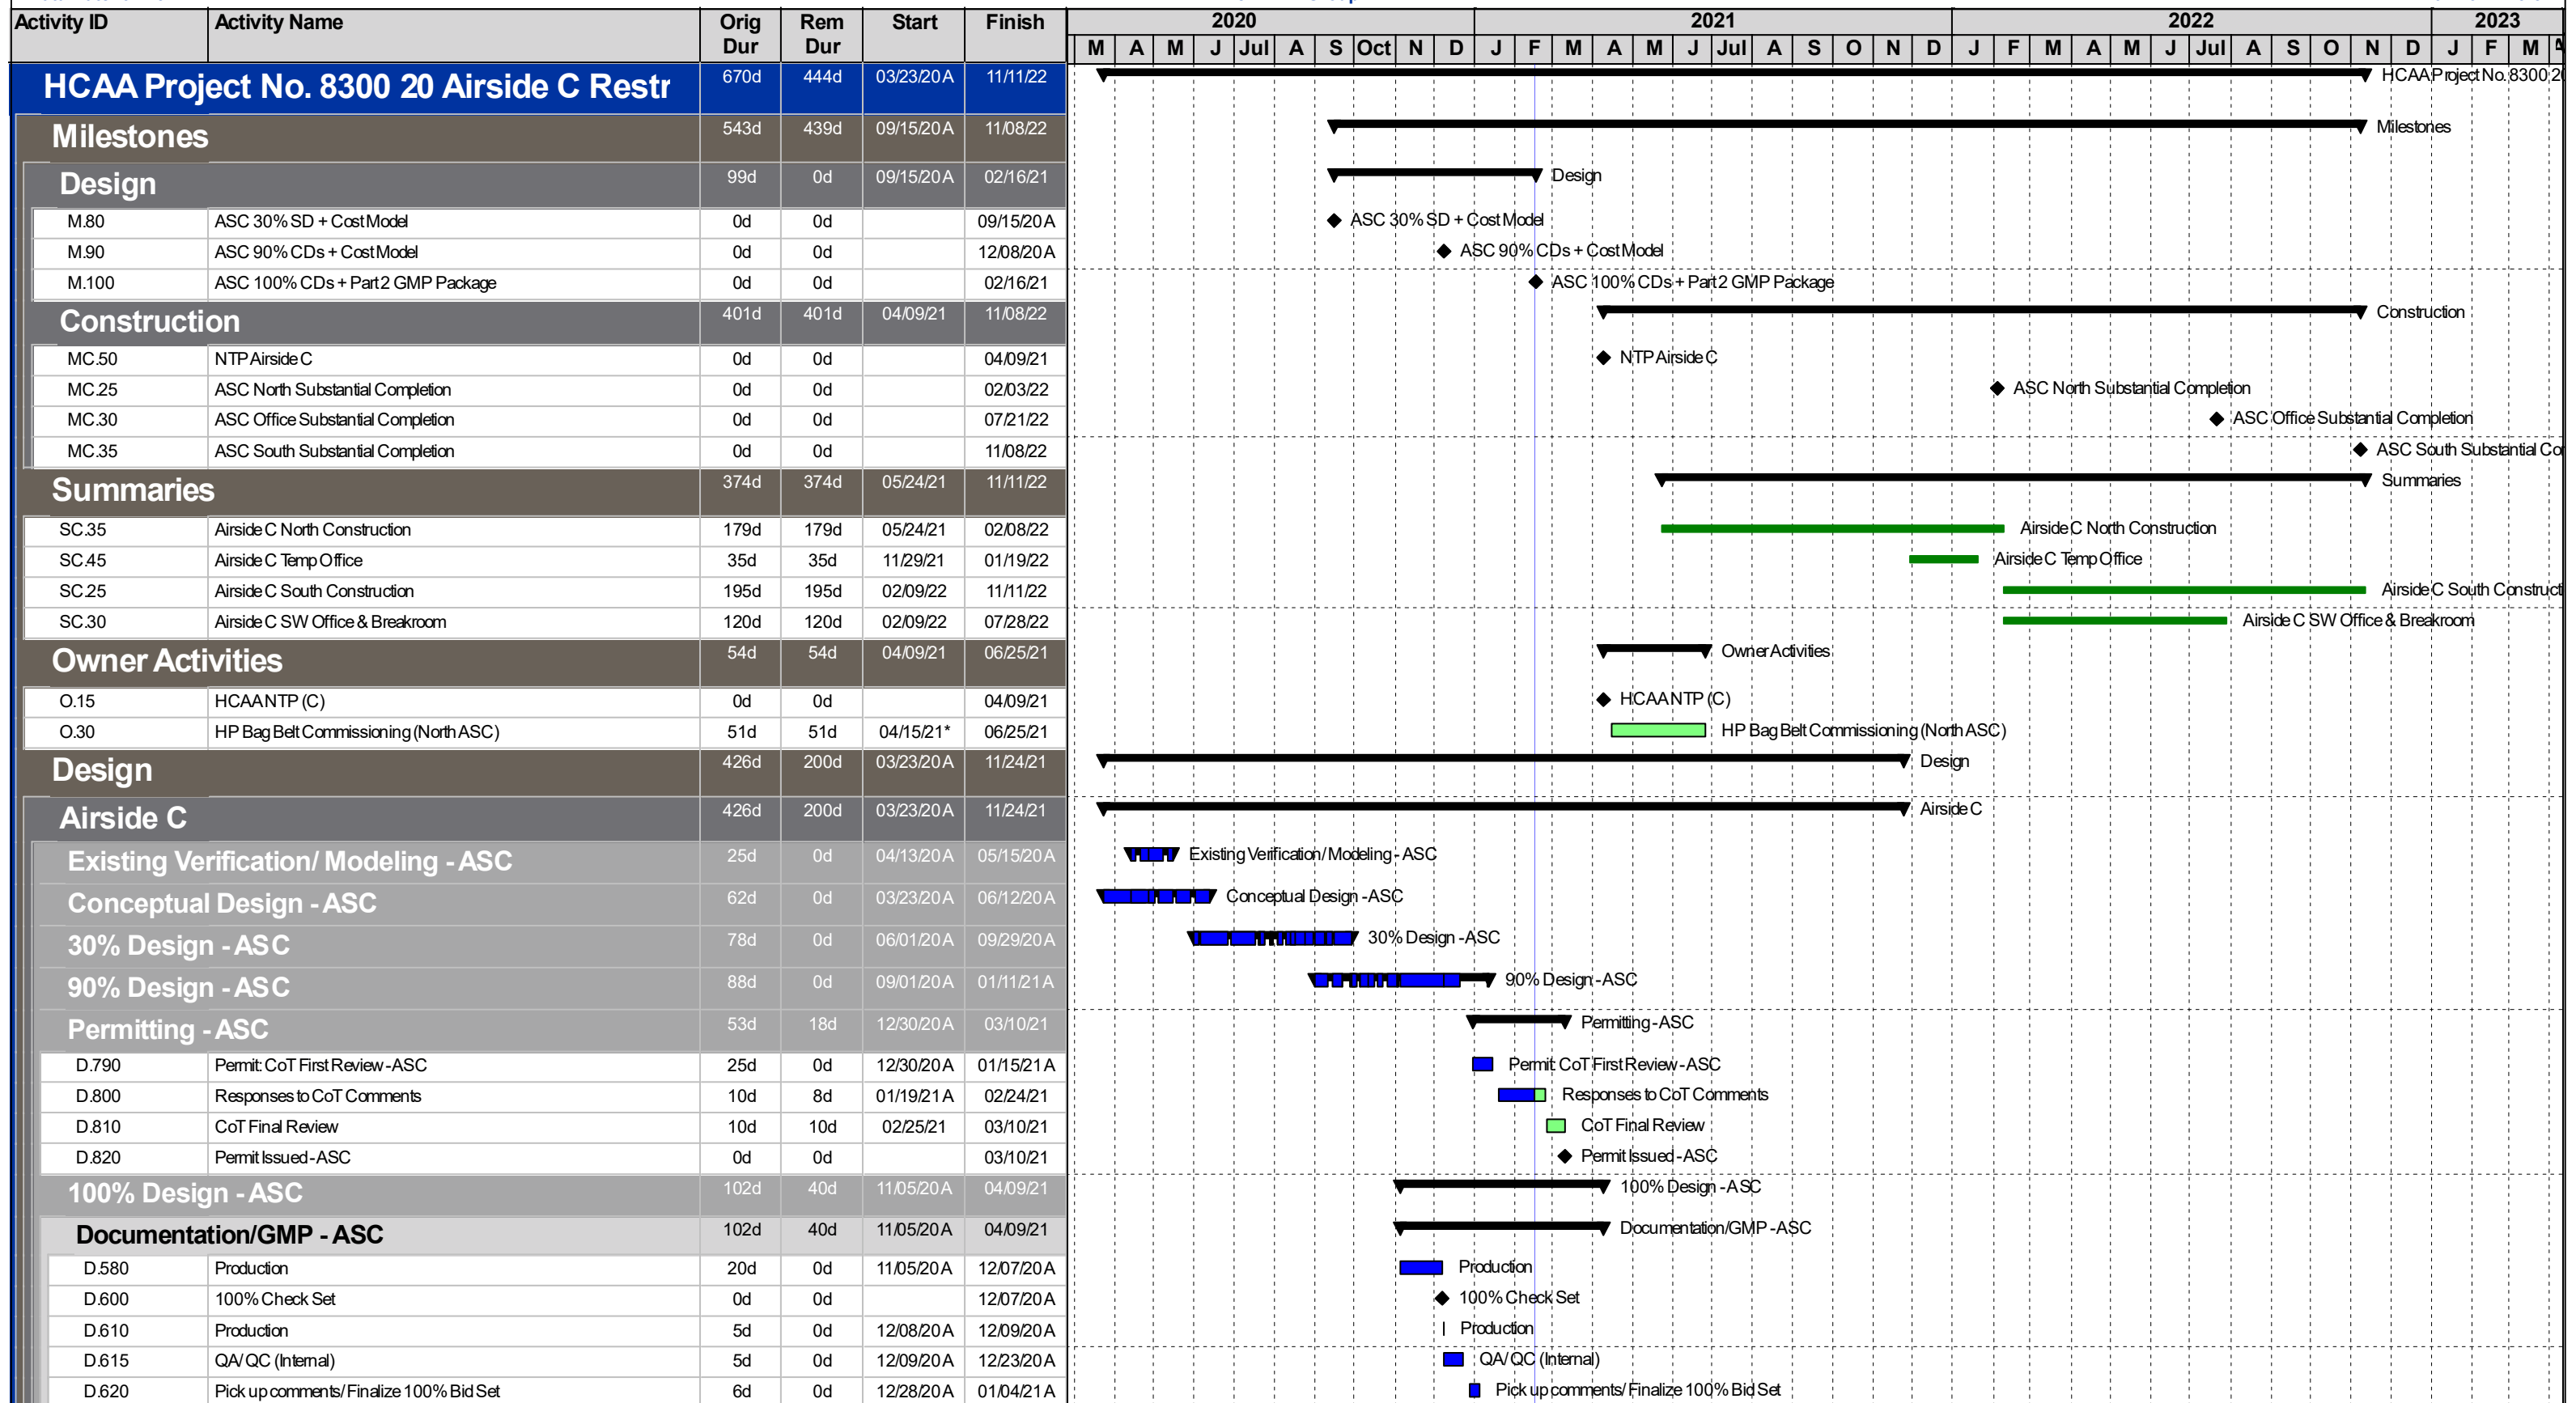 Activity ID Activity Name Orig Dur Rem Dur Start Finish 2020 2021 2022 2023
M A M J Jul A S Oct N D J F M A M J Jul A S O N D J F M A M J Jul A S O N D J F M
HCAA Project No. 8300 20 Airside C Restr 670d 444d 03/23/20 A 11/11/22 HCAA Project No. 8300 20
Milestones 543d 439d 09/15/20 A 11/08/22 Milestones
Design 99d 0d 09/15/20 A 02/16/21 Design
M.80 ASC 30% SD + Cost Model 0d 0d 09/15/20 A ASC 30% SD + Cost Model
M.90 ASC 90% CDs + Cost Model 0d 0d 12/08/20 A ASC 90% CDs + Cost Model
M.100 ASC 100% CDs + Part 2 GMP Package 0d 0d 02/16/21 ASC 100% CDs + Part 2 GMP Package
Construction 401d 401d 04/09/21 11/08/22 Construction
MC.50 NTP Airside C 0d 0d 04/09/21 NTP Airside C
MC.25 ASC North Substantial Completion 0d 0d 02/03/22 ASC North Substantial Completion
MC.30 ASC Office Substantial Completion 0d 0d 07/21/22 ASC Office Substantial Completion
MC.35 ASC South Substantial Completion 0d 0d 11/08/22 ASC South Substantial Co
Summaries 374d 374d 05/24/21 11/11/22 Summaries
SC.35 Airside C North Construction 179d 179d 05/24/21 02/08/22 Airside C North Construction
SC.45 Airside C Temp Office 35d 35d 11/29/21 01/19/22 Airside C Temp Office
SC.25 Airside C South Construction 195d 195d 02/09/22 11/11/22 Airside C South Construct
SC.30 Airside C SW Office & Breakroom 120d 120d 02/09/22 07/28/22 Airside C SW Office & Breakroom
Owner Activities 54d 54d 04/09/21 06/25/21 Owner Activities
O.15 HCAA NTP (C) 0d 0d 04/09/21 HCAA NTP (C)
O.30 HP Bag Belt Commissioning (North ASC) 51d 51d 04/15/21* 06/25/21 HP Bag Belt Commissioning (North ASC)
Design 426d 200d 03/23/20 A 11/24/21 Design
Airside C 426d 200d 03/23/20 A 11/24/21 Airside C
Existing Verification/ Modeling - ASC 25d 0d 04/13/20 A 05/15/20 A Existing Verification/ Modeling - ASC
Conceptual Design - ASC 62d 0d 03/23/20 A 06/12/20 A Conceptual Design - ASC
30% Design - ASC 78d 0d 06/01/20 A 09/29/20 A 30% Design - ASC
90% Design - ASC 88d 0d 09/01/20 A 01/11/21 A 90% Design - ASC
Permitting - ASC 53d 18d 12/30/20 A 03/10/21 Permitting - ASC
D.790 Permit: CoT First Review - ASC 25d 0d 12/30/20 A 01/15/21 A Permit: CoT First Review - ASC
D.800 Responses to CoT Comments 10d 8d 01/19/21 A 02/24/21 Responses to CoT Comments
D.810 CoT Final Review 10d 10d 02/25/21 03/10/21 CoT Final Review
D.820 Permit Issued - ASC 0d 0d 03/10/21 Permit Issued - ASC
100% Design - ASC 102d 40d 11/05/20 A 04/09/21 100% Design - ASC
Documentation/GMP - ASC 102d 40d 11/05/20 A 04/09/21 Documentation/GMP - ASC
D.580 Production 20d 0d 11/05/20 A 12/07/20 A Production
D.600 100% Check Set 0d 0d 12/07/20 A 100% Check Set
D.610 Production 5d 0d 12/08/20 A 12/09/20 A Production
D.615 QA/ QC (Internal) 5d 0d 12/09/20 A 12/23/20 A QA/ QC (Internal)
D.620 Pick up comments/ Finalize 100% Bid Set 6d 0d 12/28/20 A 01/04/21 A Pick up comments/ Finalize 100% Bid Set